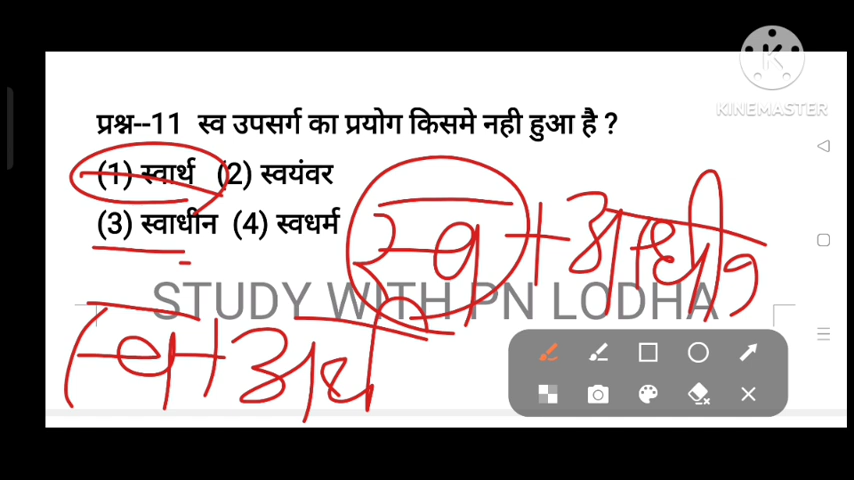 KINEMASTER
प्रश्न--11 स्व उपसर्ग का प्रयोग किसमे नही हुआ है ?
(1) स्वार्थ (2) स्वयंवर
(3) स्वाधीन (4) स्वधर्म
स्व + अधीन
STUDY WITH PN LODHA
स्व + अर्थ